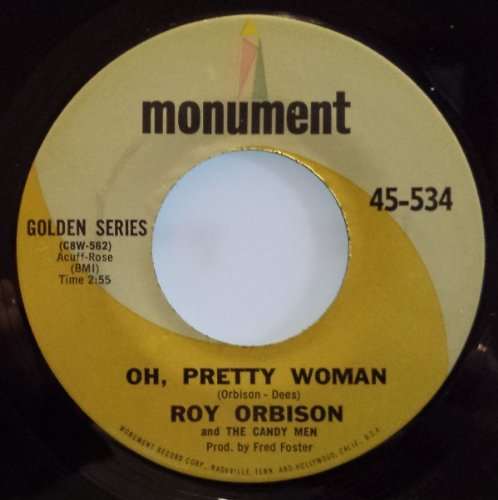 monument
45-534
GOLDEN SERIES
(C8W-562)
Acuff-Rose
(BMI)
Time 2:55
OH, PRETTY WOMAN
(Orbison - Dees)
ROY ORBISON
and THE CANDY MEN
Prod. by Fred Foster
MONUMENT RECORD CORP., NASHVILLE, TENN. AND HOLLYWOOD, CALIF., U.S.A.